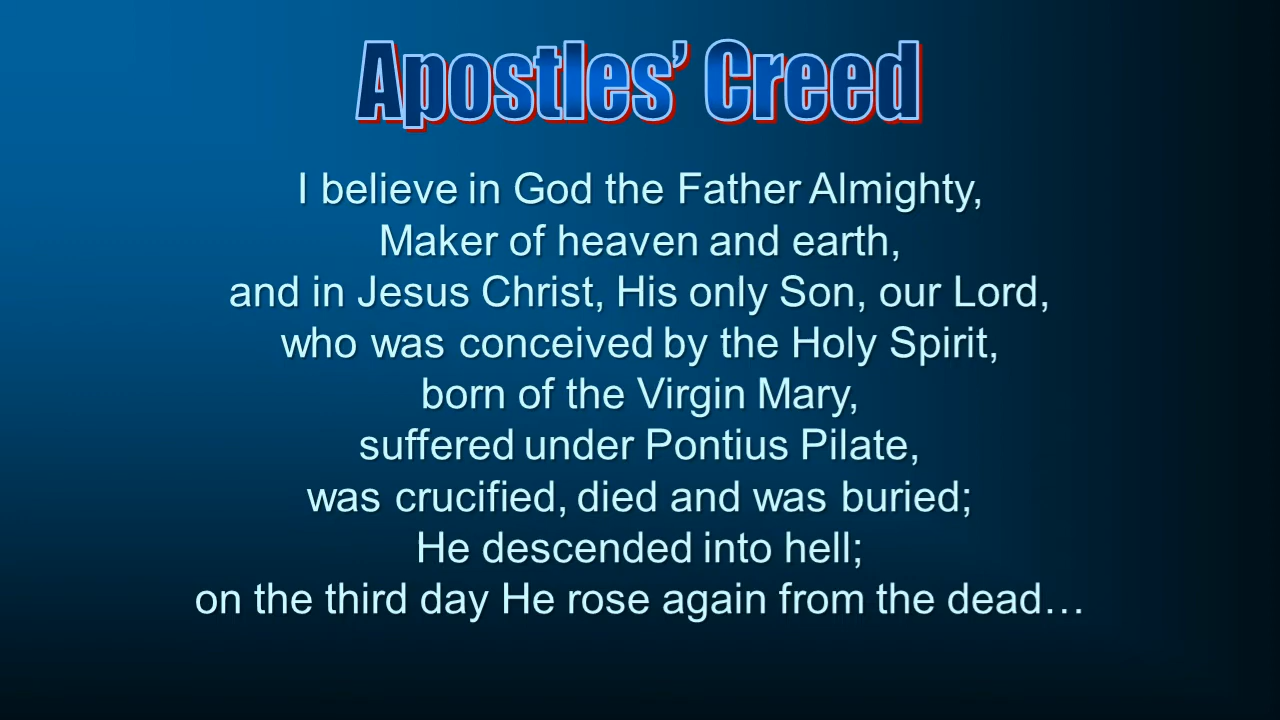 Apostles’ Creed
I believe in God the Father Almighty,
Maker of heaven and earth,
and in Jesus Christ, His only Son, our Lord,
who was conceived by the Holy Spirit,
born of the Virgin Mary,
suffered under Pontius Pilate,
was crucified, died and was buried;
He descended into hell;
on the third day He rose again from the dead…